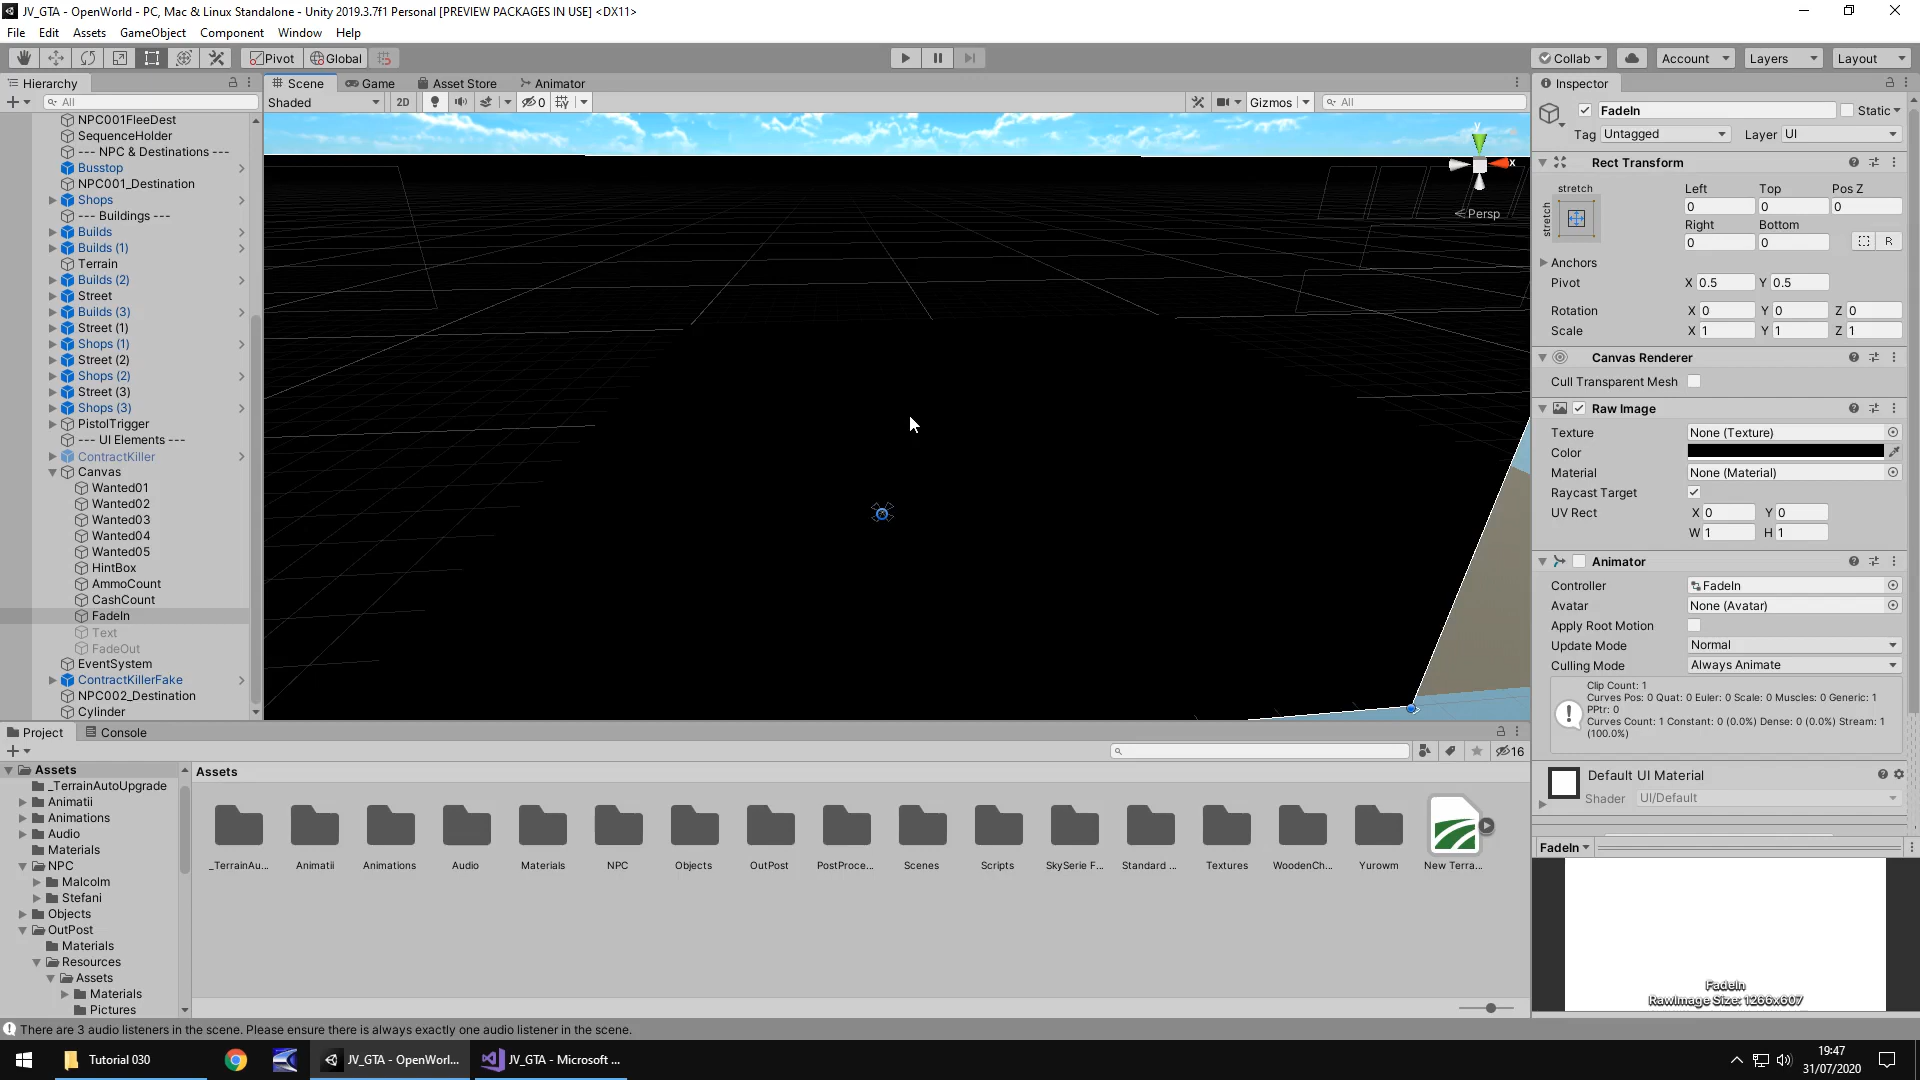 JV_GTA - OpenWorld - PC, Mac & Linux Standalone - Unity 2019.3.7f1 Personal [PREVIEW PACKAGES IN USE] <DX11>
File Edit Assets GameObject Component Window Help
Pivot Global Collab Account Layers Layout
Hierarchy
All
NPC001FleeDest
SequenceHolder
--- NPC & Destinations ---
Busstop
NPC001_Destination
Shops
--- Buildings ---
Builds
Builds (1)
Terrain
Builds (2)
Street
Builds (3)
Street (1)
Shops (1)
Street (2)
Shops (2)
Street (3)
Shops (3)
PistolTrigger
--- UI Elements ---
ContractKiller
Canvas
Wanted01
Wanted02
Wanted03
Wanted04
Wanted05
HintBox
AmmoCount
CashCount
FadeIn
Text
FadeOut
EventSystem
ContractKillerFake
NPC002_Destination
Cylinder
Scene Game Asset Store Animator
Shaded 2D 0 Gizmos All
y
x
Persp
Inspector
FadeIn Static
Tag Untagged Layer UI
Rect Transform
stretch
stretch
Left Top Pos Z
0 0 0
Right Bottom
0 0
R
Anchors
Pivot X 0.5 Y 0.5
Rotation X 0 Y 0 Z 0
Scale X 1 Y 1 Z 1
Canvas Renderer
Cull Transparent Mesh
Raw Image
Texture None (Texture)
Color
Material None (Material)
Raycast Target
UV Rect X 0 Y 0
W 1 H 1
Animator
Controller FadeIn
Avatar None (Avatar)
Apply Root Motion
Update Mode Normal
Culling Mode Always Animate
Clip Count: 1
Curves Pos: 0 Quat: 0 Euler: 0 Scale: 0 Muscles: 0 Generic: 1
PPtr: 0
Curves Count: 1 Constant: 0 (0.0%) Dense: 0 (0.0%) Stream: 1
(100.0%)
Default UI Material
Shader UI/Default
FadeIn
FadeIn
RawImage Size: 1266x607
Project Console
16
Assets
_TerrainAutoUpgrade
Animatii
Animations
Audio
Materials
NPC
Malcolm
Stefani
Objects
OutPost
Materials
Resources
Assets
Materials
Pictures
Assets
_TerrainAu... Animatii Animations Audio Materials NPC Objects OutPost PostProce... Scenes Scripts SkySerie F... Standard ... Textures WoodenCh... Yurowm New Terra...
There are 3 audio listeners in the scene. Please ensure there is always exactly one audio listener in the scene.
Tutorial 030 JV_GTA - OpenWorl... JV_GTA - Microsoft ...
19:47
31/07/2020